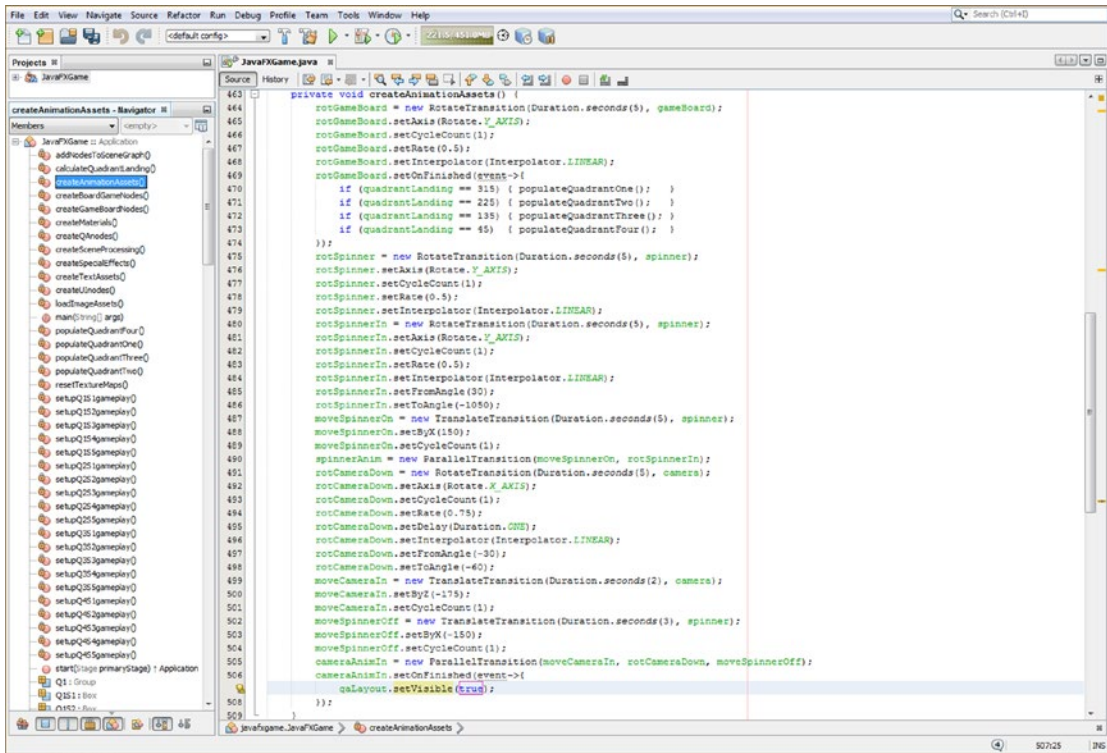 File Edit View Navigate Source Refactor Run Debug Profile Team Tools Window Help
Search (Ctrl+I)
<default config>
Projects
JavaFXGame
createAnimationAssets - Navigator
Members
<empty>
JavaFXGame :: Application
addNodesToSceneGraph()
calculateQuadrantLanding()
createAnimationAssets()
createBoardGameNodes()
createGameBoardNodes()
createMaterials()
createQAnodes()
createSceneProcessing()
createSpecialEffects()
createTextAssets()
createUInodes()
loadImageAssets()
main(String[] args)
populateQuadrantFour()
populateQuadrantOne()
populateQuadrantThree()
populateQuadrantTwo()
resetTextureMaps()
setupQ1S1gameplay()
setupQ1S2gameplay()
setupQ1S3gameplay()
setupQ1S4gameplay()
setupQ1S5gameplay()
setupQ2S1gameplay()
setupQ2S2gameplay()
setupQ2S3gameplay()
setupQ2S4gameplay()
setupQ2S5gameplay()
setupQ3S1gameplay()
setupQ3S2gameplay()
setupQ3S3gameplay()
setupQ3S4gameplay()
setupQ3S5gameplay()
setupQ4S1gameplay()
setupQ4S2gameplay()
setupQ4S3gameplay()
setupQ4S4gameplay()
setupQ4S5gameplay()
start(Stage primaryStage) ↑ Application
Q1 : Group
Q1S1 : Box
Q1S2 : Box
JavaFXGame.java
Source History
463 private void createAnimationAssets() {
464 rotGameBoard = new RotateTransition(Duration.seconds(5), gameBoard);
465 rotGameBoard.setAxis(Rotate.Y_AXIS);
466 rotGameBoard.setCycleCount(1);
467 rotGameBoard.setRate(0.5);
468 rotGameBoard.setInterpolator(Interpolator.LINEAR);
469 rotGameBoard.setOnFinished(event->{
470 if (quadrantLanding == 315) { populateQuadrantOne(); }
471 if (quadrantLanding == 225) { populateQuadrantTwo(); }
472 if (quadrantLanding == 135) { populateQuadrantThree(); }
473 if (quadrantLanding == 45) { populateQuadrantFour(); }
474 });
475 rotSpinner = new RotateTransition(Duration.seconds(5), spinner);
476 rotSpinner.setAxis(Rotate.Y_AXIS);
477 rotSpinner.setCycleCount(1);
478 rotSpinner.setRate(0.5);
479 rotSpinner.setInterpolator(Interpolator.LINEAR);
480 rotSpinnerIn = new RotateTransition(Duration.seconds(5), spinner);
481 rotSpinnerIn.setAxis(Rotate.Y_AXIS);
482 rotSpinnerIn.setCycleCount(1);
483 rotSpinnerIn.setRate(0.5);
484 rotSpinnerIn.setInterpolator(Interpolator.LINEAR);
485 rotSpinnerIn.setFromAngle(30);
486 rotSpinnerIn.setToAngle(-1050);
487 moveSpinnerOn = new TranslateTransition(Duration.seconds(5), spinner);
488 moveSpinnerOn.setByX(150);
489 moveSpinnerOn.setCycleCount(1);
490 spinnerAnim = new ParallelTransition(moveSpinnerOn, rotSpinnerIn);
491 rotCameraDown = new RotateTransition(Duration.seconds(5), camera);
492 rotCameraDown.setAxis(Rotate.X_AXIS);
493 rotCameraDown.setCycleCount(1);
494 rotCameraDown.setRate(0.75);
495 rotCameraDown.setDelay(Duration.ONE);
496 rotCameraDown.setInterpolator(Interpolator.LINEAR);
497 rotCameraDown.setFromAngle(-30);
498 rotCameraDown.setToAngle(-60);
499 moveCameraIn = new TranslateTransition(Duration.seconds(2), camera);
500 moveCameraIn.setByZ(-175);
501 moveCameraIn.setCycleCount(1);
502 moveSpinnerOff = new TranslateTransition(Duration.seconds(3), spinner);
503 moveSpinnerOff.setByX(-150);
504 moveSpinnerOff.setCycleCount(1);
505 cameraAnimIn = new ParallelTransition(moveCameraIn, rotCameraDown, moveSpinnerOff);
506 cameraAnimIn.setOnFinished(event->{
qaLayout.setVisible(true);
508 });
509 }
javafxgame.JavaFXGame createAnimationAssets
507:25 INS